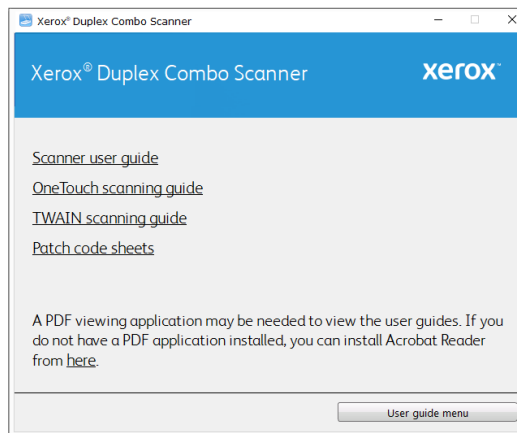 Xerox® Duplex Combo Scanner
Xerox® Duplex Combo Scanner
xerox™
Scanner user guide
OneTouch scanning guide
TWAIN scanning guide
Patch code sheets
A PDF viewing application may be needed to view the user guides. If you
do not have a PDF application installed, you can install Acrobat Reader
from here.
User guide menu